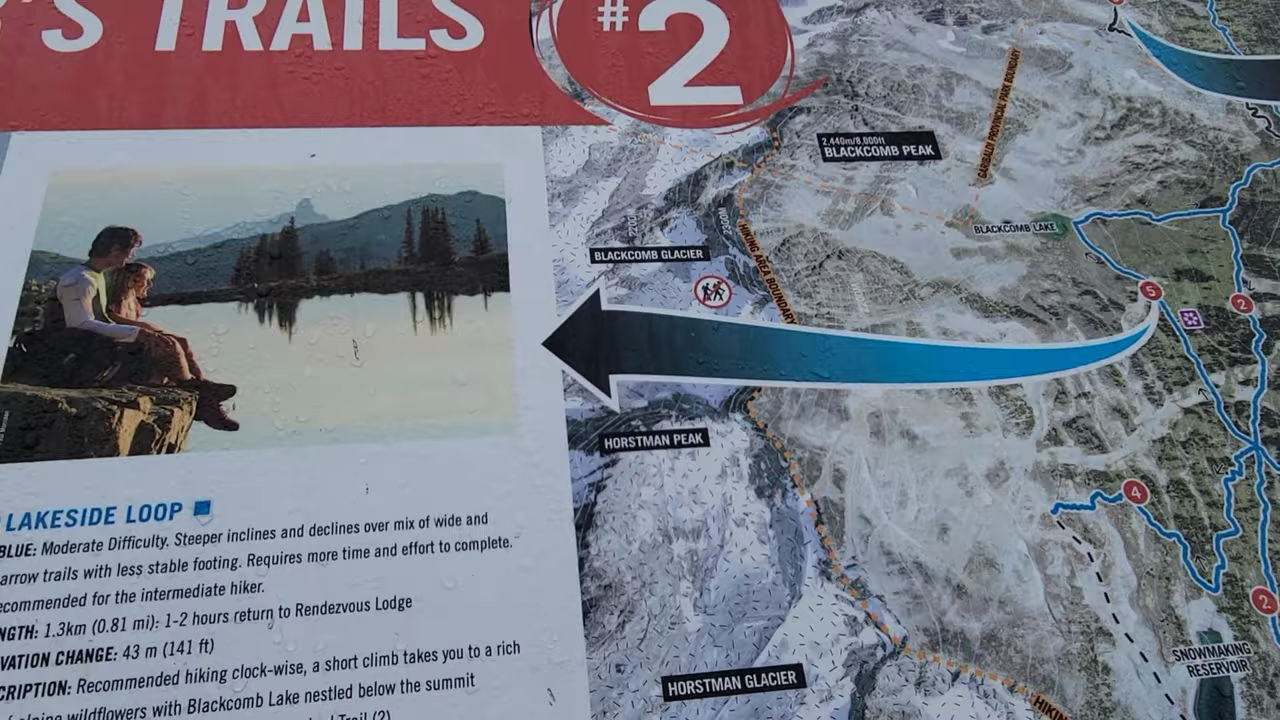 'S TRAILS
#2
2,440m/8,000ft
BLACKCOMB PEAK
GARIBALDI PROVINCIAL PARK BOUNDARY
BLACKCOMB LAKE
2300M
BLACKCOMB GLACIER
HIKING AREA BOUNDARY
5
2
HORSTMAN PEAK
4
2
LAKESIDE LOOP
BLUE: Moderate Difficulty. Steeper inclines and declines over mix of wide and
arrow trails with less stable footing. Requires more time and effort to complete.
ecommended for the intermediate hiker.
NGTH: 1.3km (0.81 mi): 1-2 hours return to Rendezvous Lodge
VATION CHANGE: 43 m (141 ft)
CRIPTION: Recommended hiking clock-wise, a short climb takes you to a rich
f alpine wildflowers with Blackcomb Lake nestled below the summit
Trail (2)
SNOWMAKING
RESERVOIR
HORSTMAN GLACIER
HIKIN